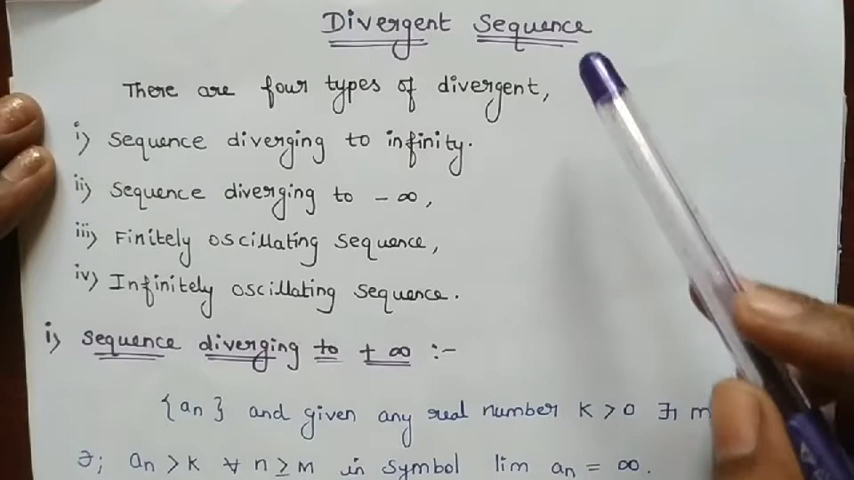 Divergent Sequence
There are four types of divergent,
i) Sequence diverging to infinity.
ii) Sequence diverging to - ∞,
iii) Finitely oscillating sequence,
iv) Infinitely oscillating sequence.
i) Sequence diverging to + ∞ :-
{an} and given any real number k > 0 ∃ m
∋; an > k ∀ n ≥ m in symbol lim an = ∞.